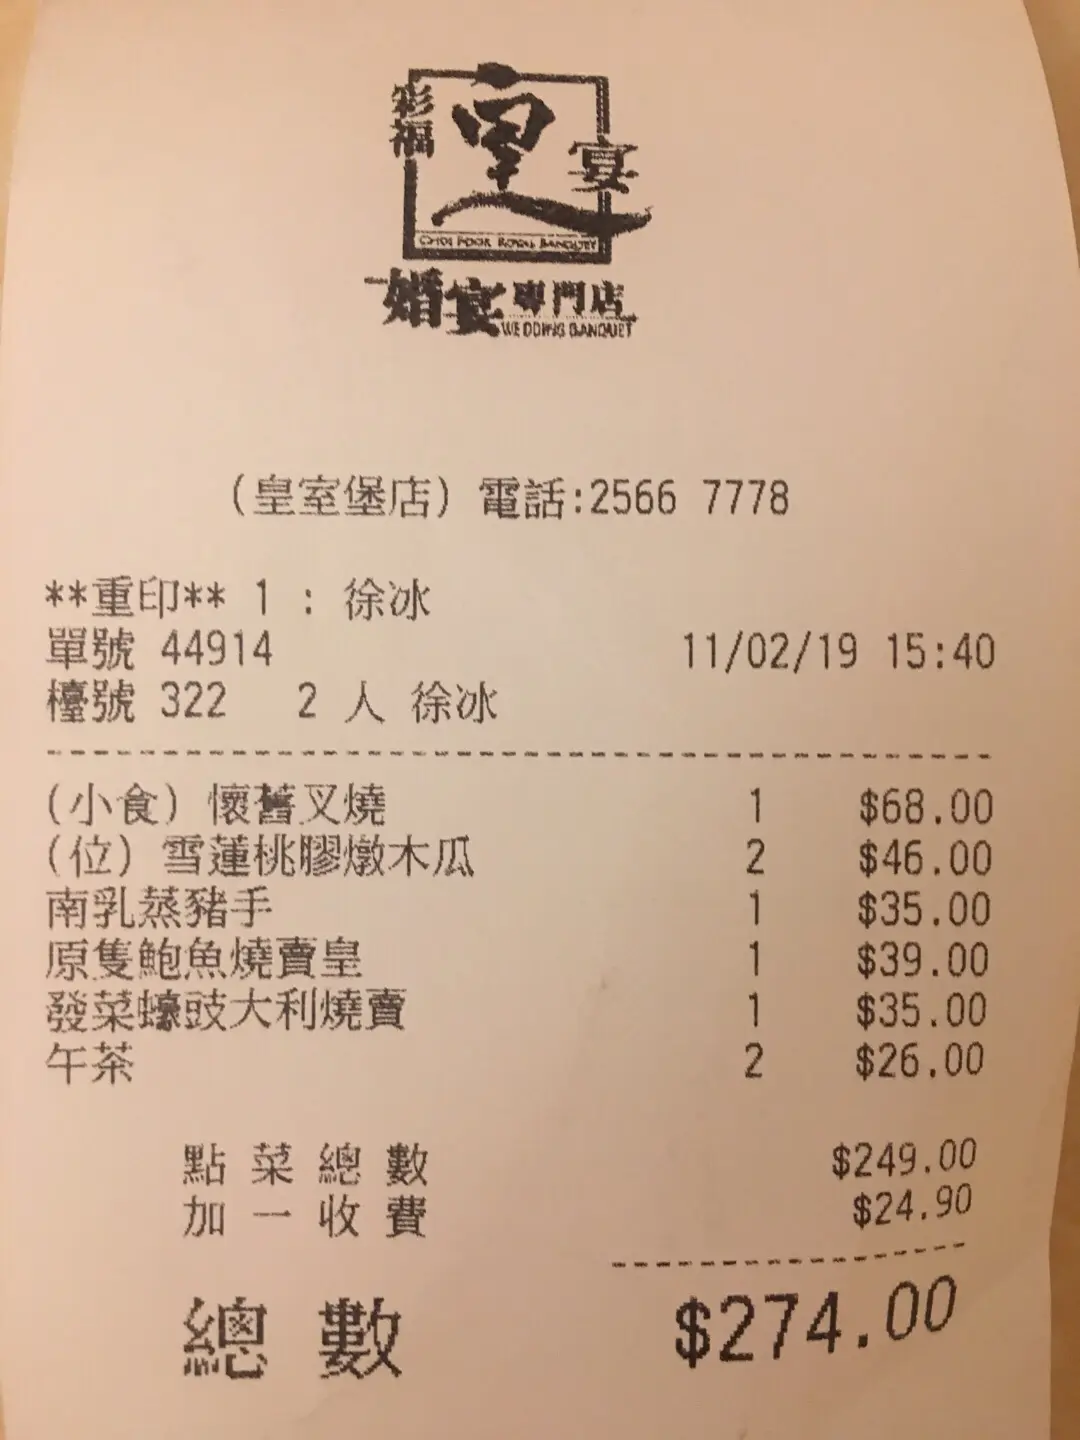 彩福
皇
宴
CHOI FOOK ROYAL BANQUET
婚宴專門店
WEDDING BANQUET
(皇室堡店) 電話:2566 7778
**重印** 1 : 徐冰
單號 44914 11/02/19 15:40
檯號 322 2 人 徐冰
(小食) 懷舊叉燒 1 $68.00
(位) 雪蓮桃膠燉木瓜 2 $46.00
南乳蒸豬手 1 $35.00
原隻鮑魚燒賣皇 1 $39.00
發菜蠔豉大利燒賣 1 $35.00
午茶 2 $26.00
點 菜 總 數 $249.00
加 一 收 費 $24.90
總 數 $274.00